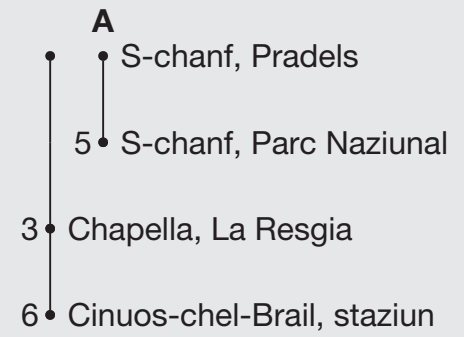 A
S-chanf, Pradels
5 S-chanf, Parc Naziunal
3 Chapella, La Resgia
6 Cinuos-chel-Brail, staziun